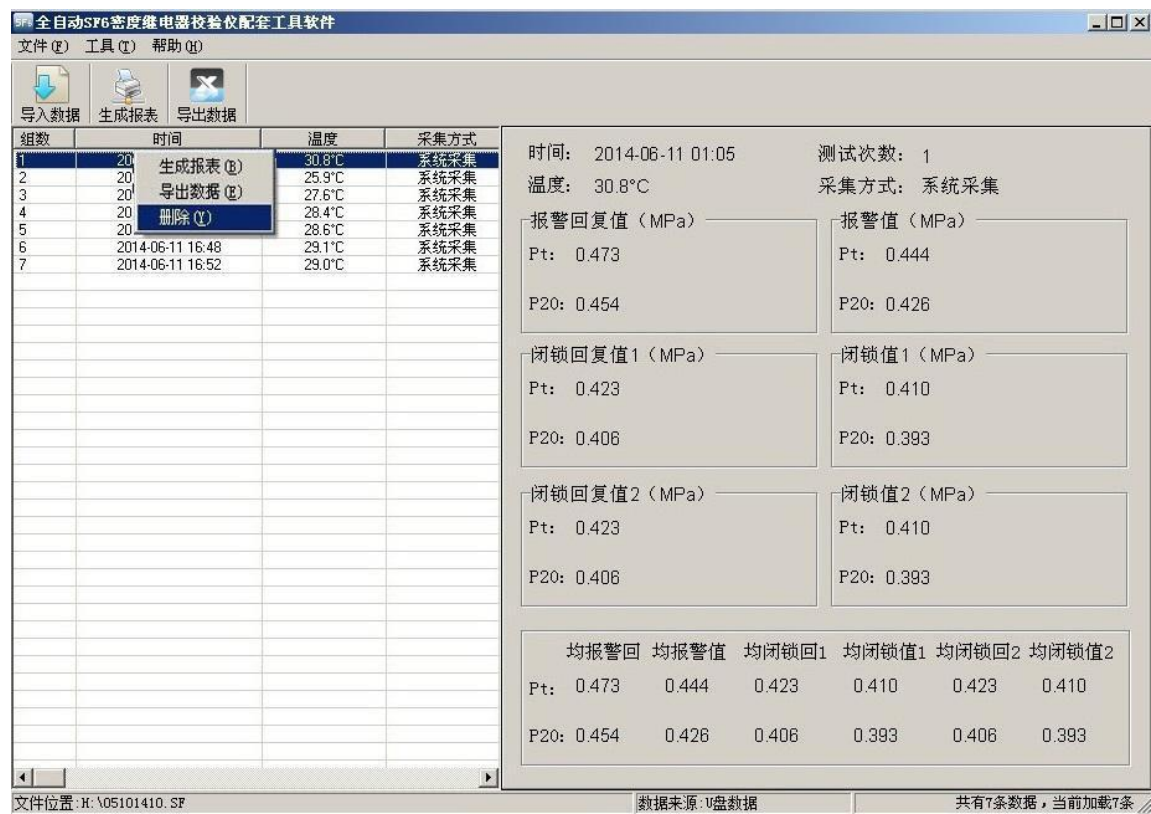 SF6 全自动SF6密度继电器校验仪配套工具软件
文件(F) 工具(T) 帮助(H)
导入数据 生成报表 导出数据
组数 时间 温度 采集方式
1 20 30.8°C 系统采集
2 20 25.9°C 系统采集
3 20 27.6°C 系统采集
4 20 28.4°C 系统采集
5 20 28.6°C 系统采集
6 2014-06-11 16:48 29.1°C 系统采集
7 2014-06-11 16:52 29.0°C 系统采集
生成报表(B)
导出数据(E)
删除(Y)
时间: 2014-06-11 01:05 测试次数: 1
温度: 30.8°C 采集方式: 系统采集
报警回复值（MPa） 报警值（MPa）
Pt: 0.473 Pt: 0.444
P20: 0.454 P20: 0.426
闭锁回复值1（MPa） 闭锁值1（MPa）
Pt: 0.423 Pt: 0.410
P20: 0.406 P20: 0.393
闭锁回复值2（MPa） 闭锁值2（MPa）
Pt: 0.423 Pt: 0.410
P20: 0.406 P20: 0.393
均报警回 均报警值 均闭锁回1 均闭锁值1 均闭锁回2 均闭锁值2
Pt: 0.473 0.444 0.423 0.410 0.423 0.410
P20: 0.454 0.426 0.406 0.393 0.406 0.393
文件位置:H:\05101410.SF 数据来源:U盘数据 共有7条数据，当前加载7条